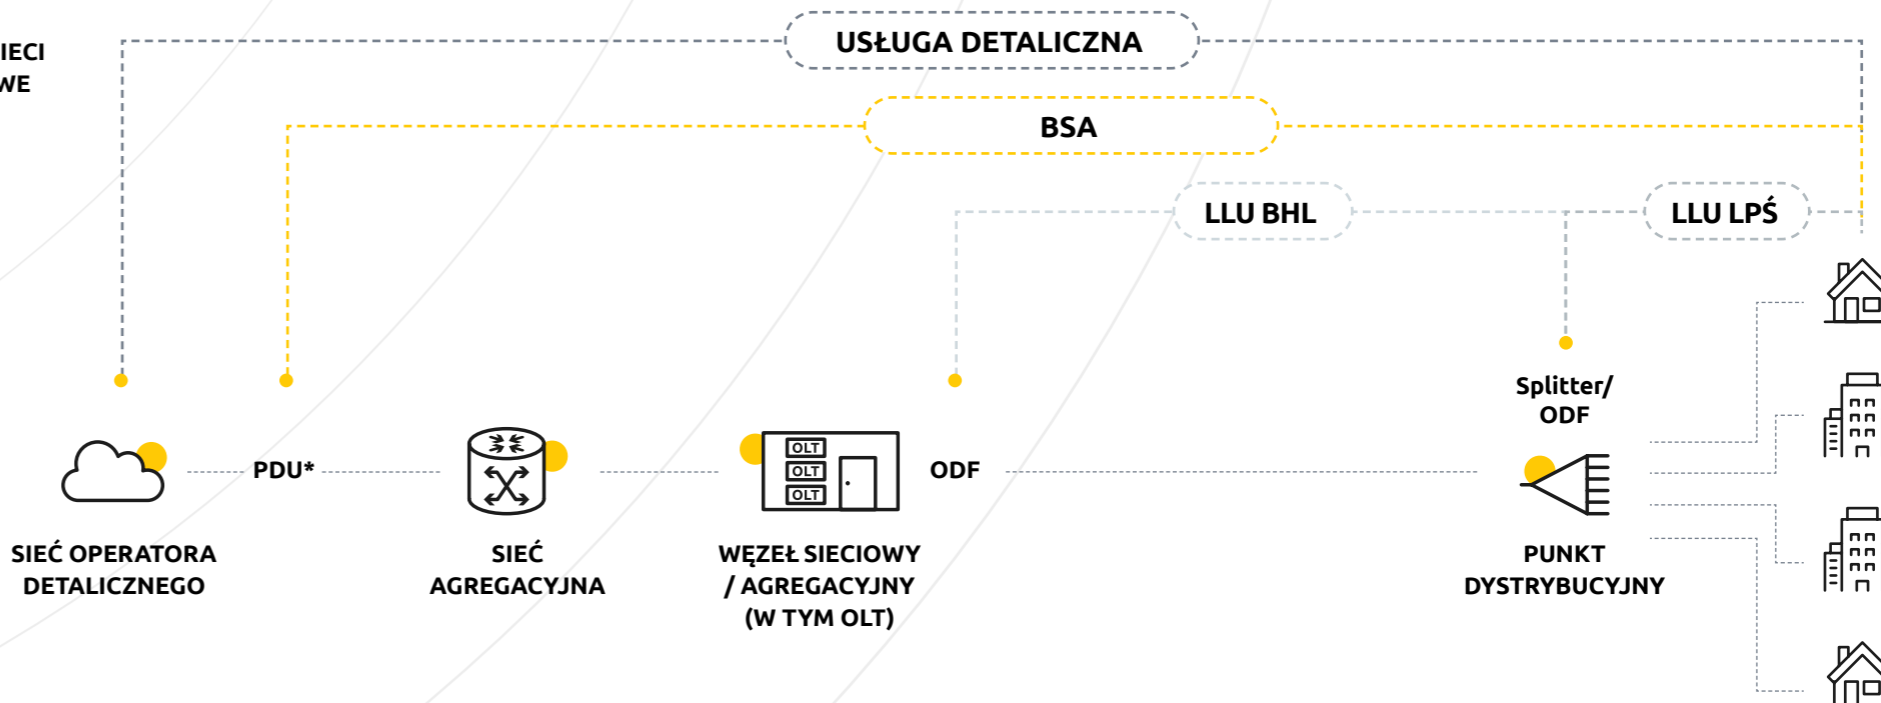 IECI
WE
USŁUGA DETALICZNA
BSA
LLU BHL
LLU LPŚ
Splitter/
ODF
PDU*
OLT
OLT
OLT
ODF
SIEĆ OPERATORA
DETALICZNEGO
SIEĆ
AGREGACYJNA
WĘZEŁ SIECIOWY
/ AGREGACYJNY
(W TYM OLT)
PUNKT
DYSTRYBUCYJNY